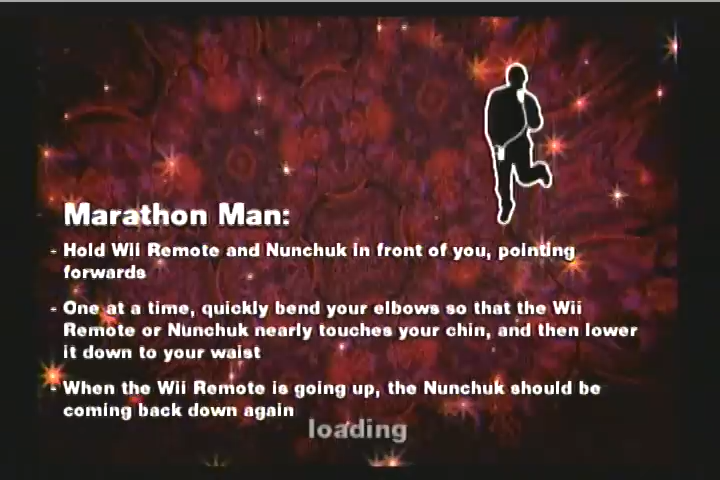 Marathon Man:
- Hold Wii Remote and Nunchuk in front of you, pointing
forwards
- One at a time, quickly bend your elbows so that the Wii
Remote or Nunchuk nearly touches your chin, and then lower
it down to your waist
- When the Wii Remote is going up, the Nunchuk should be
coming back down again
loading